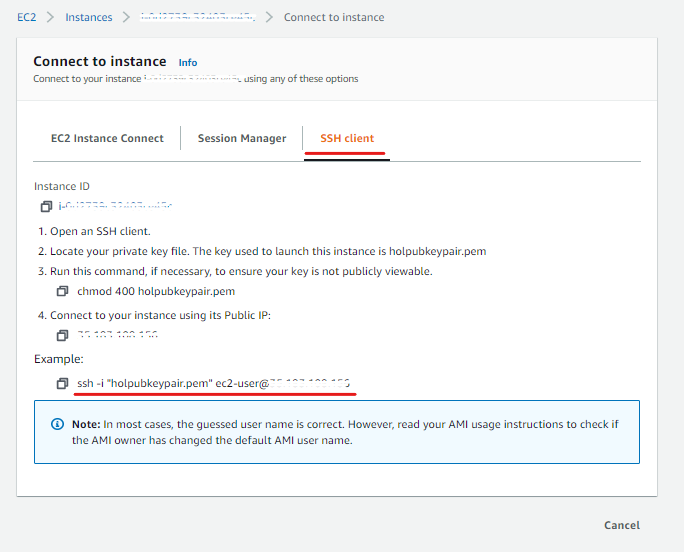 EC2 > Instances > Connect to instance
Connect to instance Info
Connect to your instance using any of these options
EC2 Instance Connect
Session Manager
SSH client
Instance ID
1. Open an SSH client.
2. Locate your private key file. The key used to launch this instance is holpubkeypair.pem
3. Run this command, if necessary, to ensure your key is not publicly viewable.
chmod 400 holpubkeypair.pem
4. Connect to your instance using its Public IP:
Example:
ssh -i "holpubkeypair.pem" ec2-user@
Note: In most cases, the guessed user name is correct. However, read your AMI usage instructions to check if
the AMI owner has changed the default AMI user name.
Cancel